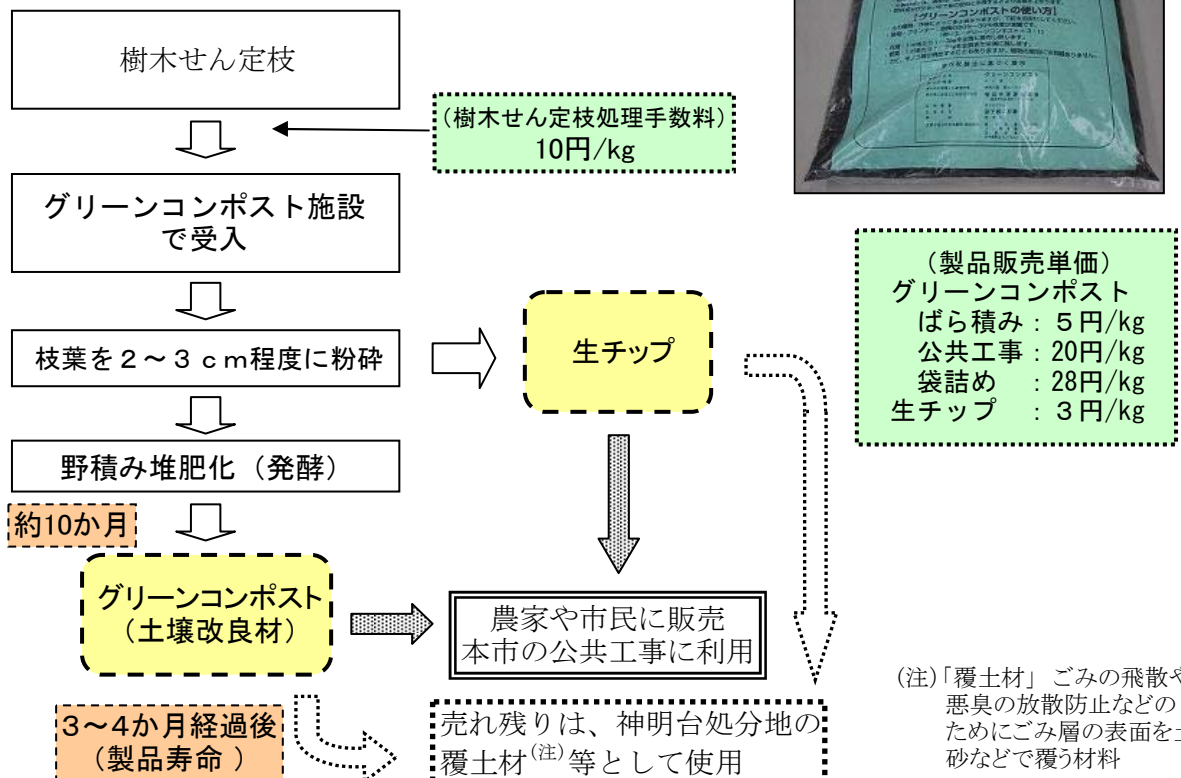 【グリーンコンポストの使い方】
グリーンコンポスト
樹木せん定枝
(樹木せん定枝処理手数料)
10円/kg
グリーンコンポスト施設
で受入
(製品販売単価)
グリーンコンポスト
ばら積み:5円/kg
公共工事:20円/kg
袋詰め :28円/kg
生チップ :3円/kg
枝葉を2~3cm程度に粉砕
生チップ
野積み堆肥化(発酵)
約10か月
グリーンコンポスト
(土壌改良材)
農家や市民に販売
本市の公共工事に利用
3~4か月経過後
(製品寿命)
売れ残りは、神明台処分地の
覆土材(注)等として使用
(注)「覆土材」 ごみの飛散や
悪臭の放散防止などの
ためにごみ層の表面を土
砂などで覆う材料